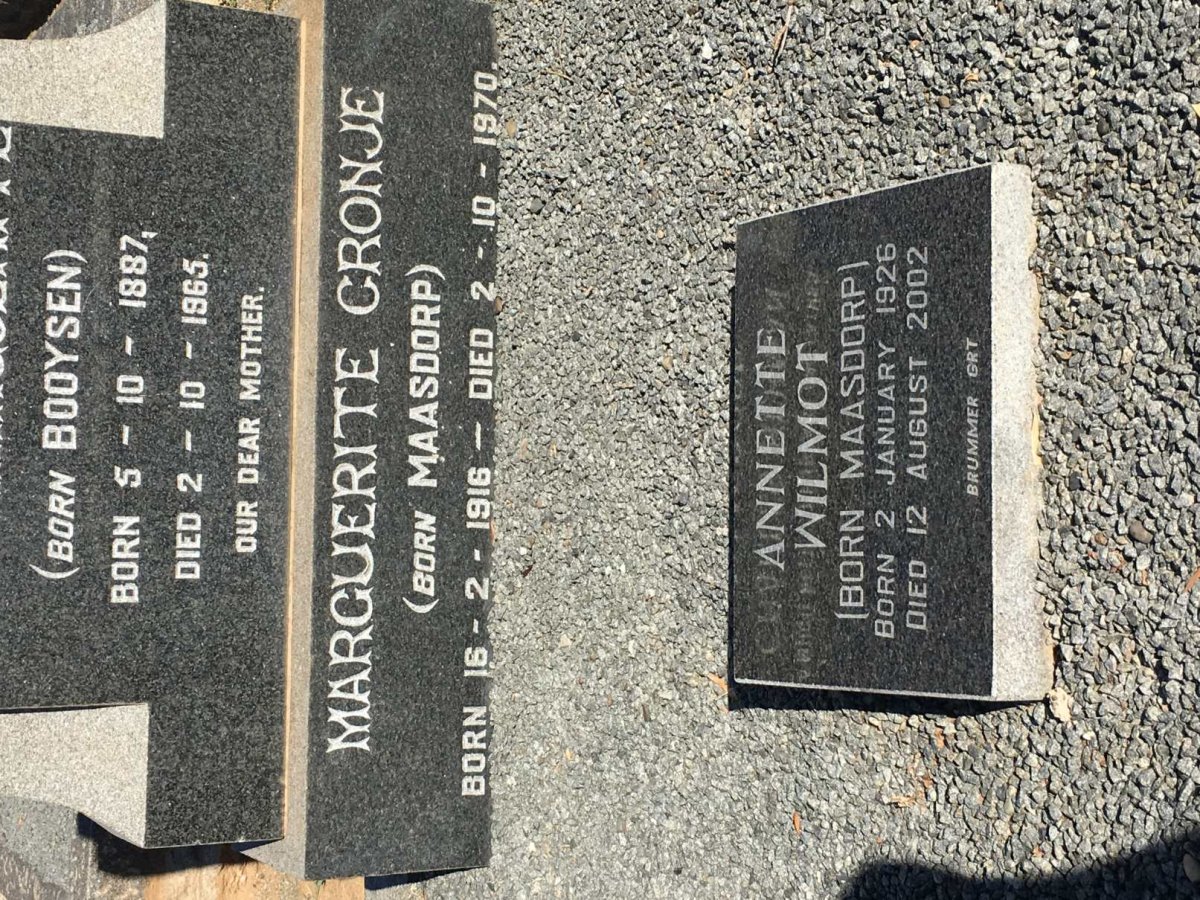 (BORN BOOYSEN)
BORN 5 – 10 – 1887,
DIED 2 – 10 – 1965.
OUR DEAR MOTHER.
MARGUERITE CRONJE
(BORN MAASDORP)
BORN 16 - 2 - 1916 — DIED 2 - 10 - 1970.
ANNETTE
WILMOT
(BORN MAASDORP)
BORN 2 JANUARY 1926
DIED 12 AUGUST 2002
BRUMMER GRT